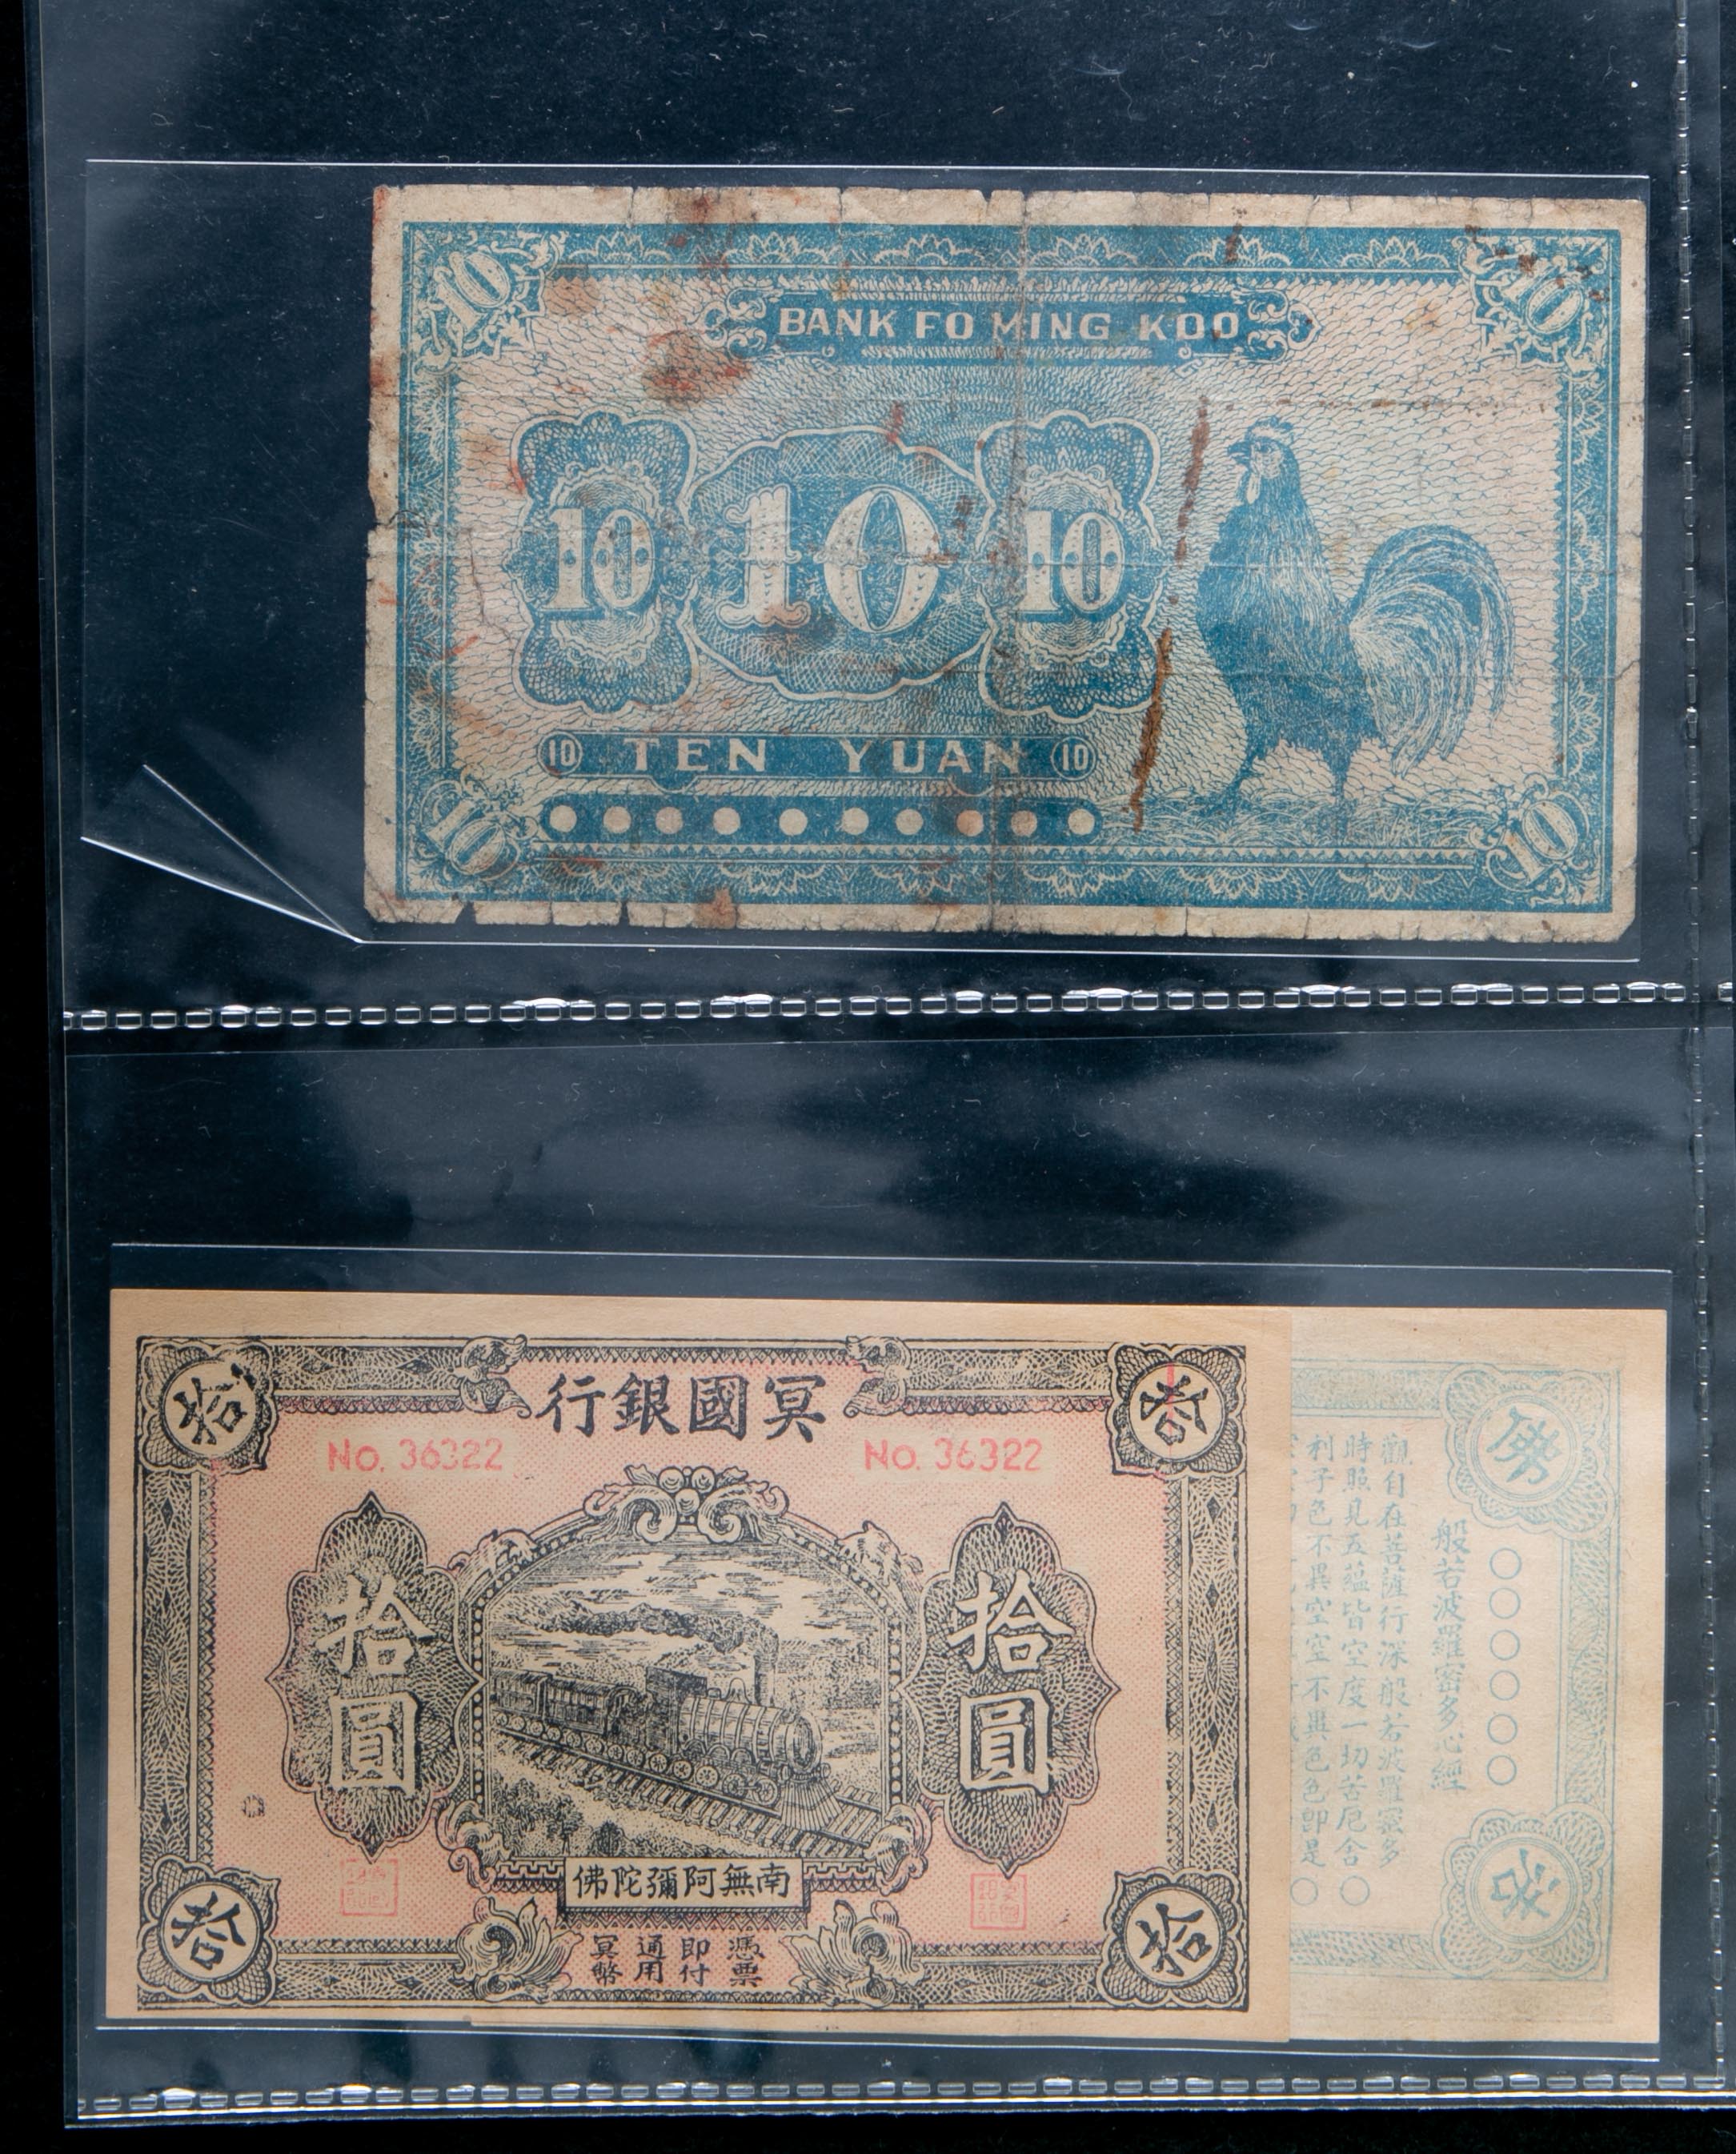 10 10
BANK FO MING KOO
10 10 10
10 TEN YUAN 10
10 10
拾 拾
冥國銀行
No. 36322 No. 36322
拾圓 拾圓
南無阿彌陀佛
憑票
即付
通用
冥幣
拾 拾
般若波羅密多心經
觀自在菩薩行深般若波羅密多
時照見五蘊皆空度一切苦厄舍
利子色不異空空不異色色即是